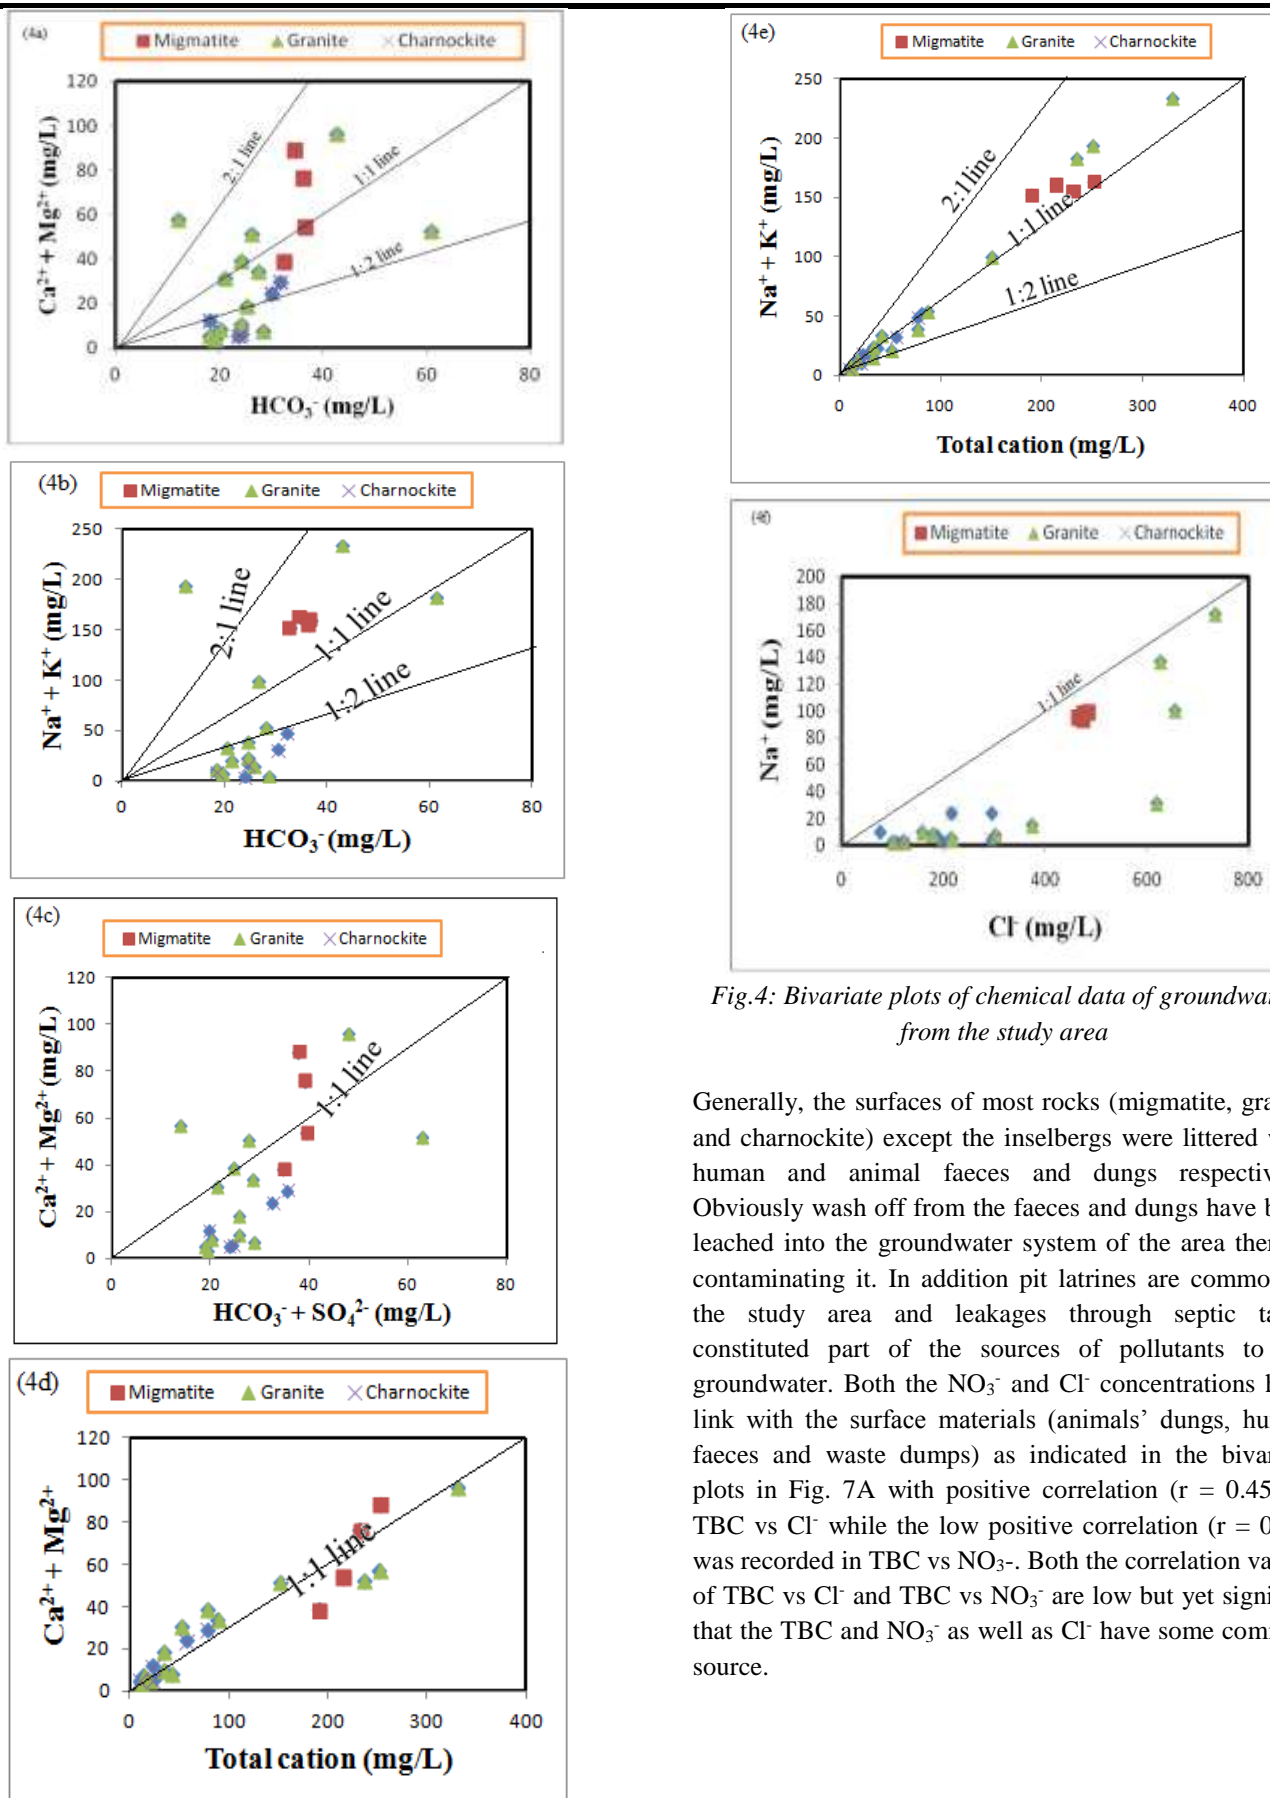 (4a)
Migmatite Granite Charnockite
Ca²⁺ + Mg²⁺ (mg/L)
120
100
80
60
40
20
0
2:1 line
1:1 line
1:2 line
0 20 40 60 80
HCO₃⁻ (mg/L)
(4b)
Migmatite Granite Charnockite
Na⁺ + K⁺ (mg/L)
250
200
150
100
50
0
2:1 line
1:1 line
1:2 line
0 20 40 60 80
HCO₃⁻ (mg/L)
(4c)
Migmatite Granite Charnockite
Ca²⁺ + Mg²⁺ (mg/L)
120
100
80
60
40
20
0
1:1 line
0 20 40 60 80
HCO₃⁻ + SO₄²⁻ (mg/L)
(4d)
Migmatite Granite Charnockite
Ca²⁺ + Mg²⁺
120
100
80
60
40
20
0
1:1 line
0 100 200 300 400
Total cation (mg/L)
(4e)
Migmatite Granite Charnockite
Na⁺ + K⁺ (mg/L)
250
200
150
100
50
0
2:1line
1:1 line
1:2 line
0 100 200 300 400
Total cation (mg/L)
(4f)
Migmatite Granite Charnockite
Na⁺ (mg/L)
200
180
160
140
120
100
80
60
40
20
0
1:1 line
0 200 400 600 800
Cl⁻ (mg/L)
Fig.4: Bivariate plots of chemical data of groundwa
from the study area
Generally, the surfaces of most rocks (migmatite, gra
and charnockite) except the inselbergs were littered
human and animal faeces and dungs respectiv
Obviously wash off from the faeces and dungs have b
leached into the groundwater system of the area ther
contaminating it. In addition pit latrines are commo
the study area and leakages through septic ta
constituted part of the sources of pollutants to
groundwater. Both the NO₃⁻ and Cl⁻ concentrations h
link with the surface materials (animals' dungs, hu
faeces and waste dumps) as indicated in the bivar
plots in Fig. 7A with positive correlation (r = 0.45
TBC vs Cl⁻ while the low positive correlation (r = 0
was recorded in TBC vs NO₃-. Both the correlation va
of TBC vs Cl⁻ and TBC vs NO₃⁻ are low but yet signi
that the TBC and NO₃⁻ as well as Cl⁻ have some com
source.